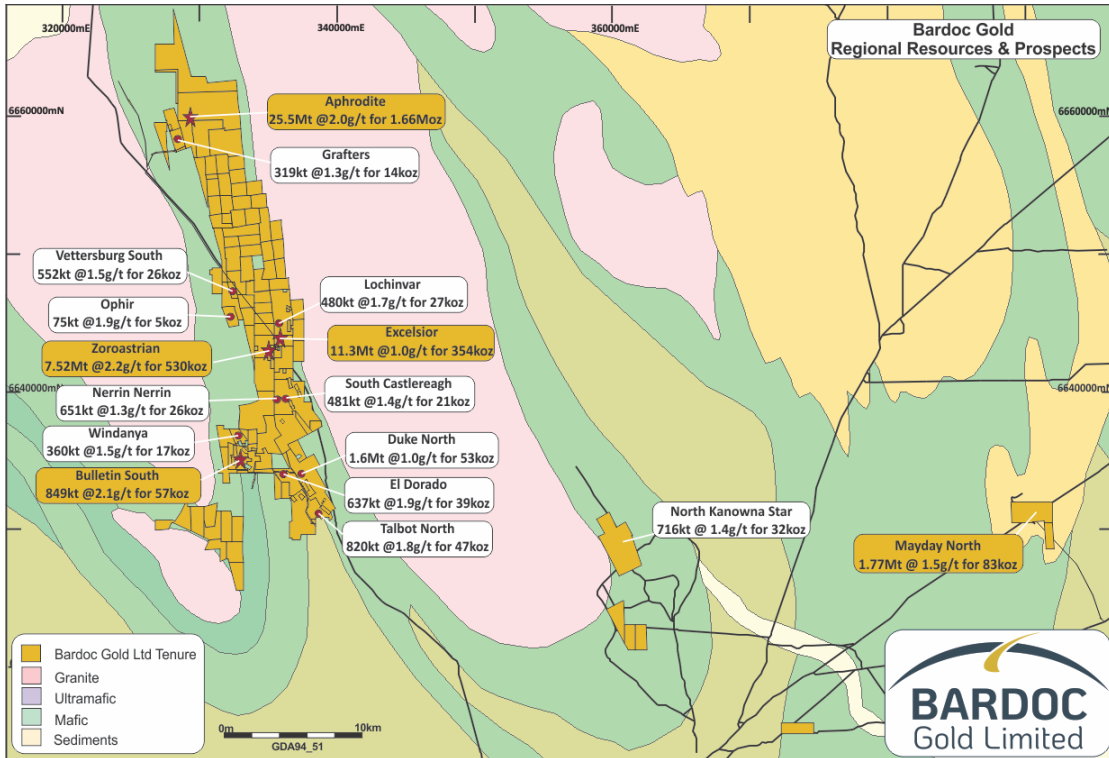 320000mE
340000mE
360000mE
Bardoc Gold
Regional Resources & Prospects
6660000mN
6660000mN
Aphrodite
25.5Mt @2.0g/t for 1.66Moz
Grafters
319kt @1.3g/t for 14koz
Vettersburg South
552kt @1.5g/t for 26koz
Lochinvar
480kt @1.7g/t for 27koz
Ophir
75kt @1.9g/t for 5koz
Excelsior
11.3Mt @1.0g/t for 354koz
Zoroastrian
7.52Mt @2.2g/t for 530koz
6640000mN
6640000mN
Nerrin Nerrin
651kt @1.3g/t for 26koz
South Castlereagh
481kt @1.4g/t for 21koz
Windanya
360kt @1.5g/t for 17koz
Duke North
1.6Mt @1.0g/t for 53koz
Bulletin South
849kt @2.1g/t for 57koz
El Dorado
637kt @1.9g/t for 39koz
Talbot North
820kt @1.8g/t for 47koz
North Kanowna Star
716kt @ 1.4g/t for 32koz
Mayday North
1.77Mt @ 1.5g/t for 83koz
Bardoc Gold Ltd Tenure
Granite
Ultramafic
Mafic
Sediments
0m
10km
GDA94_51
BARDOC
Gold Limited